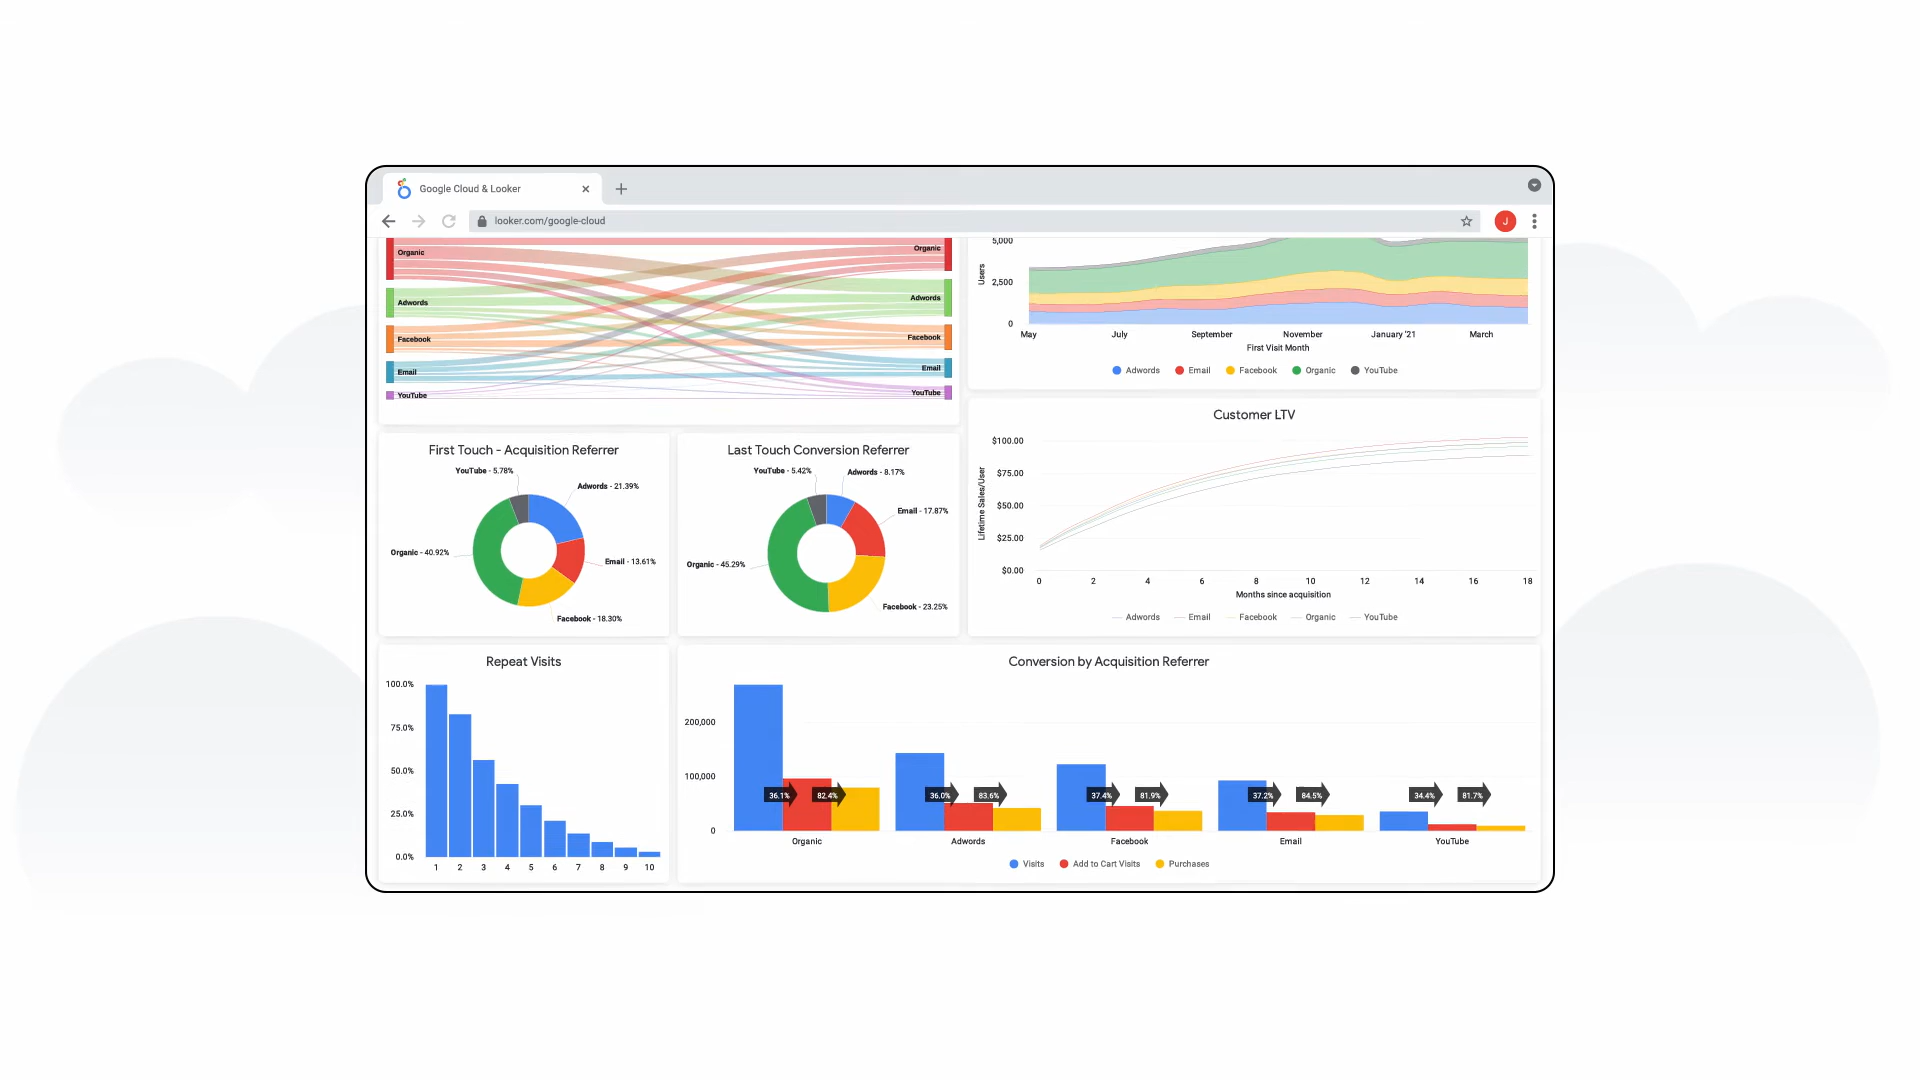 Google Cloud & Looker
looker.com/google-cloud
J
Organic
Adwords
Facebook
Email
YouTube
Organic
Adwords
Facebook
Email
YouTube
5,000
2,500
0
Users
May July September November January '21 March
First Visit Month
Adwords Email Facebook Organic YouTube
First Touch - Acquisition Referrer
YouTube - 5.78%
Adwords - 21.39%
Organic - 40.92%
Email - 13.61%
Facebook - 18.30%
Last Touch Conversion Referrer
YouTube - 5.42%
Adwords - 8.17%
Email - 17.87%
Organic - 45.29%
Facebook - 23.25%
Customer LTV
$100.00
$75.00
$50.00
$25.00
$0.00
Lifetime Sales/User
0 2 4 6 8 10 12 14 16 18
Months since acquisition
Adwords Email Facebook Organic YouTube
Repeat Visits
100.0%
75.0%
50.0%
25.0%
0.0%
1 2 3 4 5 6 7 8 9 10
Conversion by Acquisition Referrer
200,000
100,000
0
36.1% 82.4% 36.0% 83.6% 37.4% 81.9% 37.2% 84.5% 34.4% 81.7%
Organic Adwords Facebook Email YouTube
Visits Add to Cart Visits Purchases